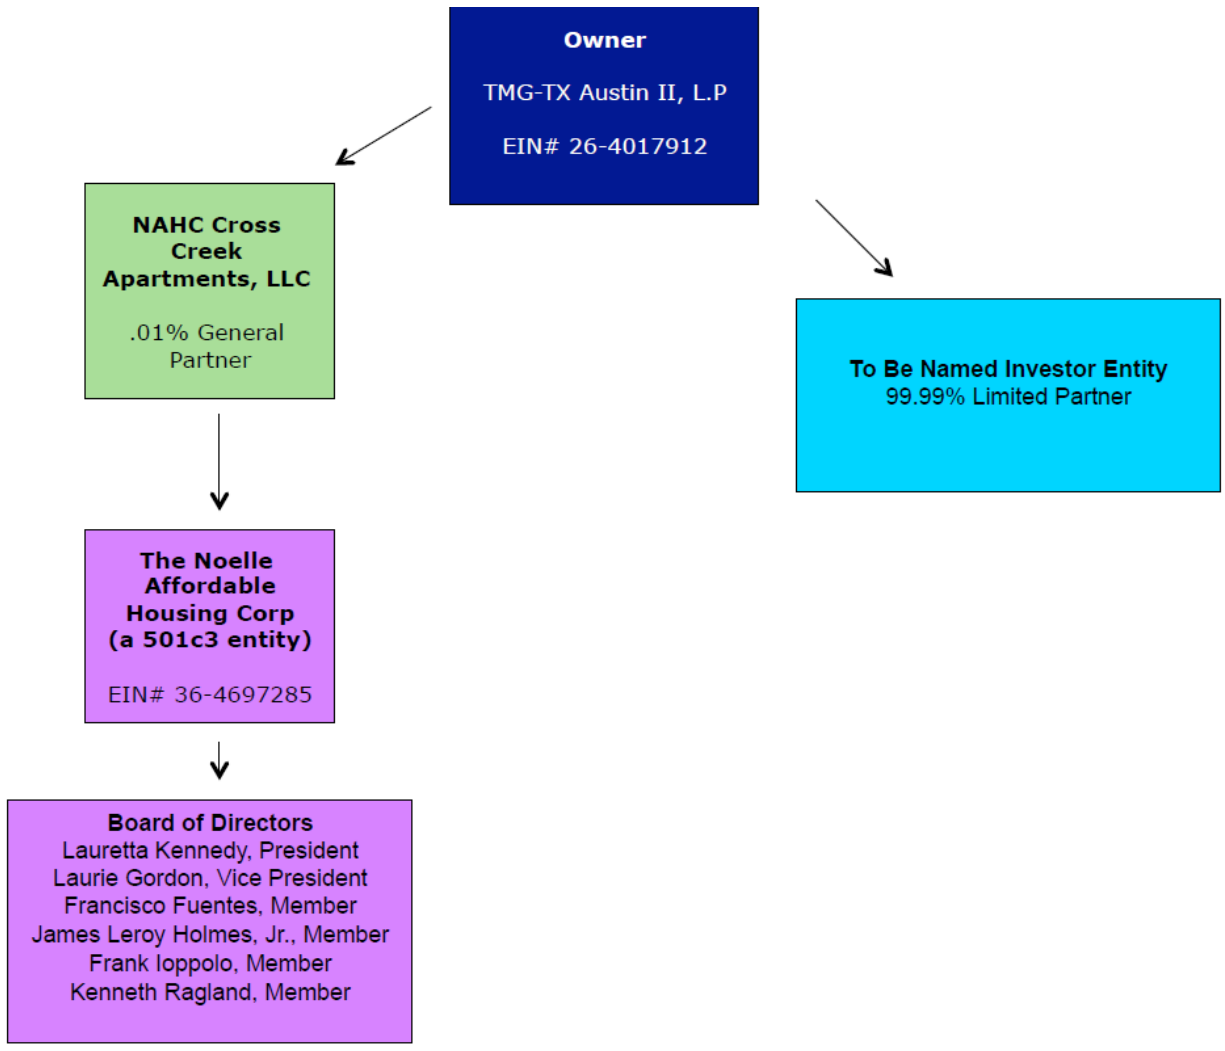 Owner
TMG-TX Austin II, L.P
EIN# 26-4017912
NAHC Cross
Creek
Apartments, LLC
.01% General
Partner
To Be Named Investor Entity
99.99% Limited Partner
The Noelle
Affordable
Housing Corp
(a 501c3 entity)
EIN# 36-4697285
Board of Directors
Lauretta Kennedy, President
Laurie Gordon, Vice President
Francisco Fuentes, Member
James Leroy Holmes, Jr., Member
Frank Ioppolo, Member
Kenneth Ragland, Member